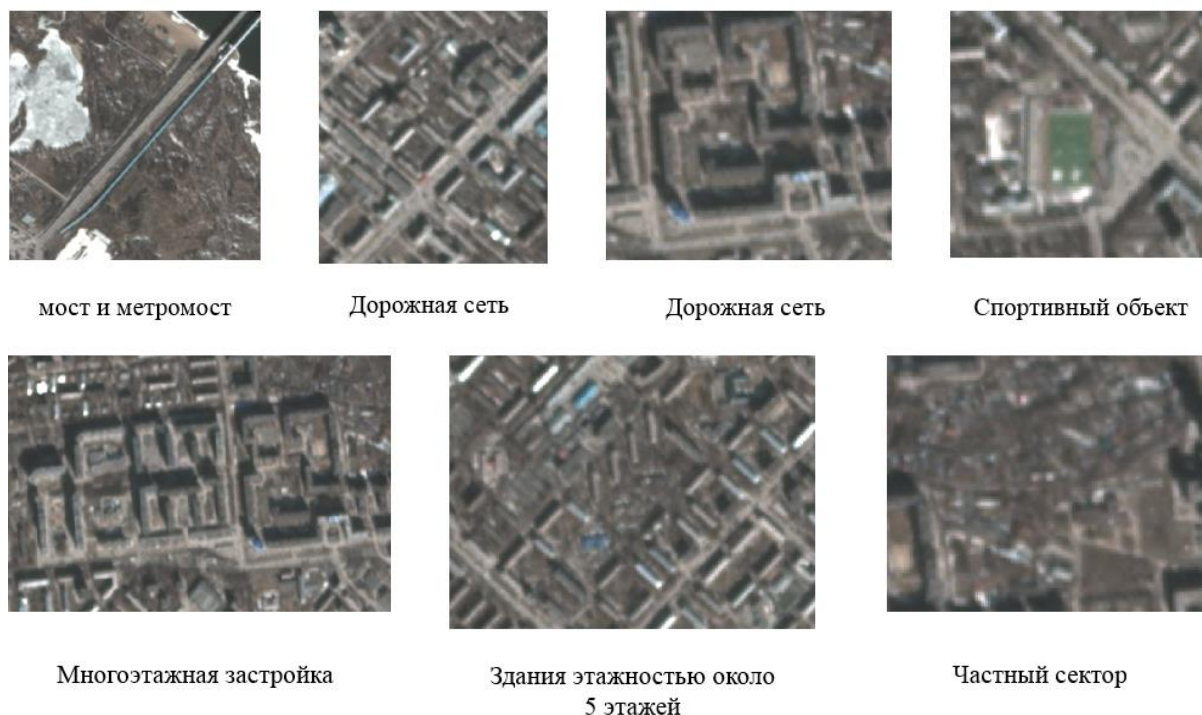 мост и метромост
Дорожная сеть
Дорожная сеть
Спортивный объект
Многоэтажная застройка
Здания этажностью около
5 этажей
Частный сектор